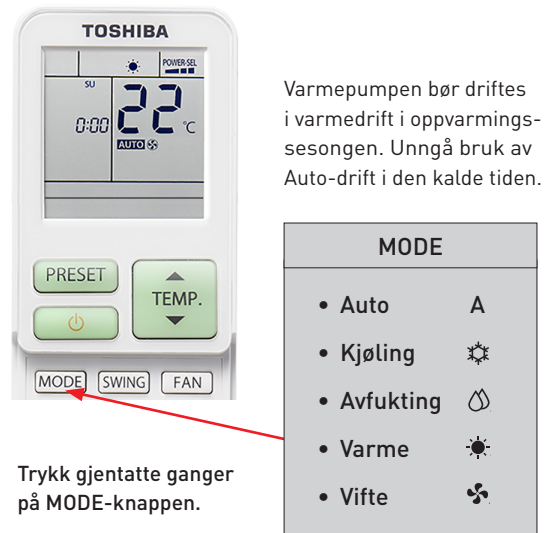 TOSHIBA
POWER-SEL
SU
0:00 22 °C
AUTO
PRESET
TEMP.
MODE SWING FAN
Trykk gjentatte ganger
på MODE-knappen.
Varmepumpen bør driftes
i varmedrift i oppvarmings-
sesongen. Unngå bruk av
Auto-drift i den kalde tiden.
MODE
• Auto A
• Kjøling
• Avfukting
• Varme
• Vifte